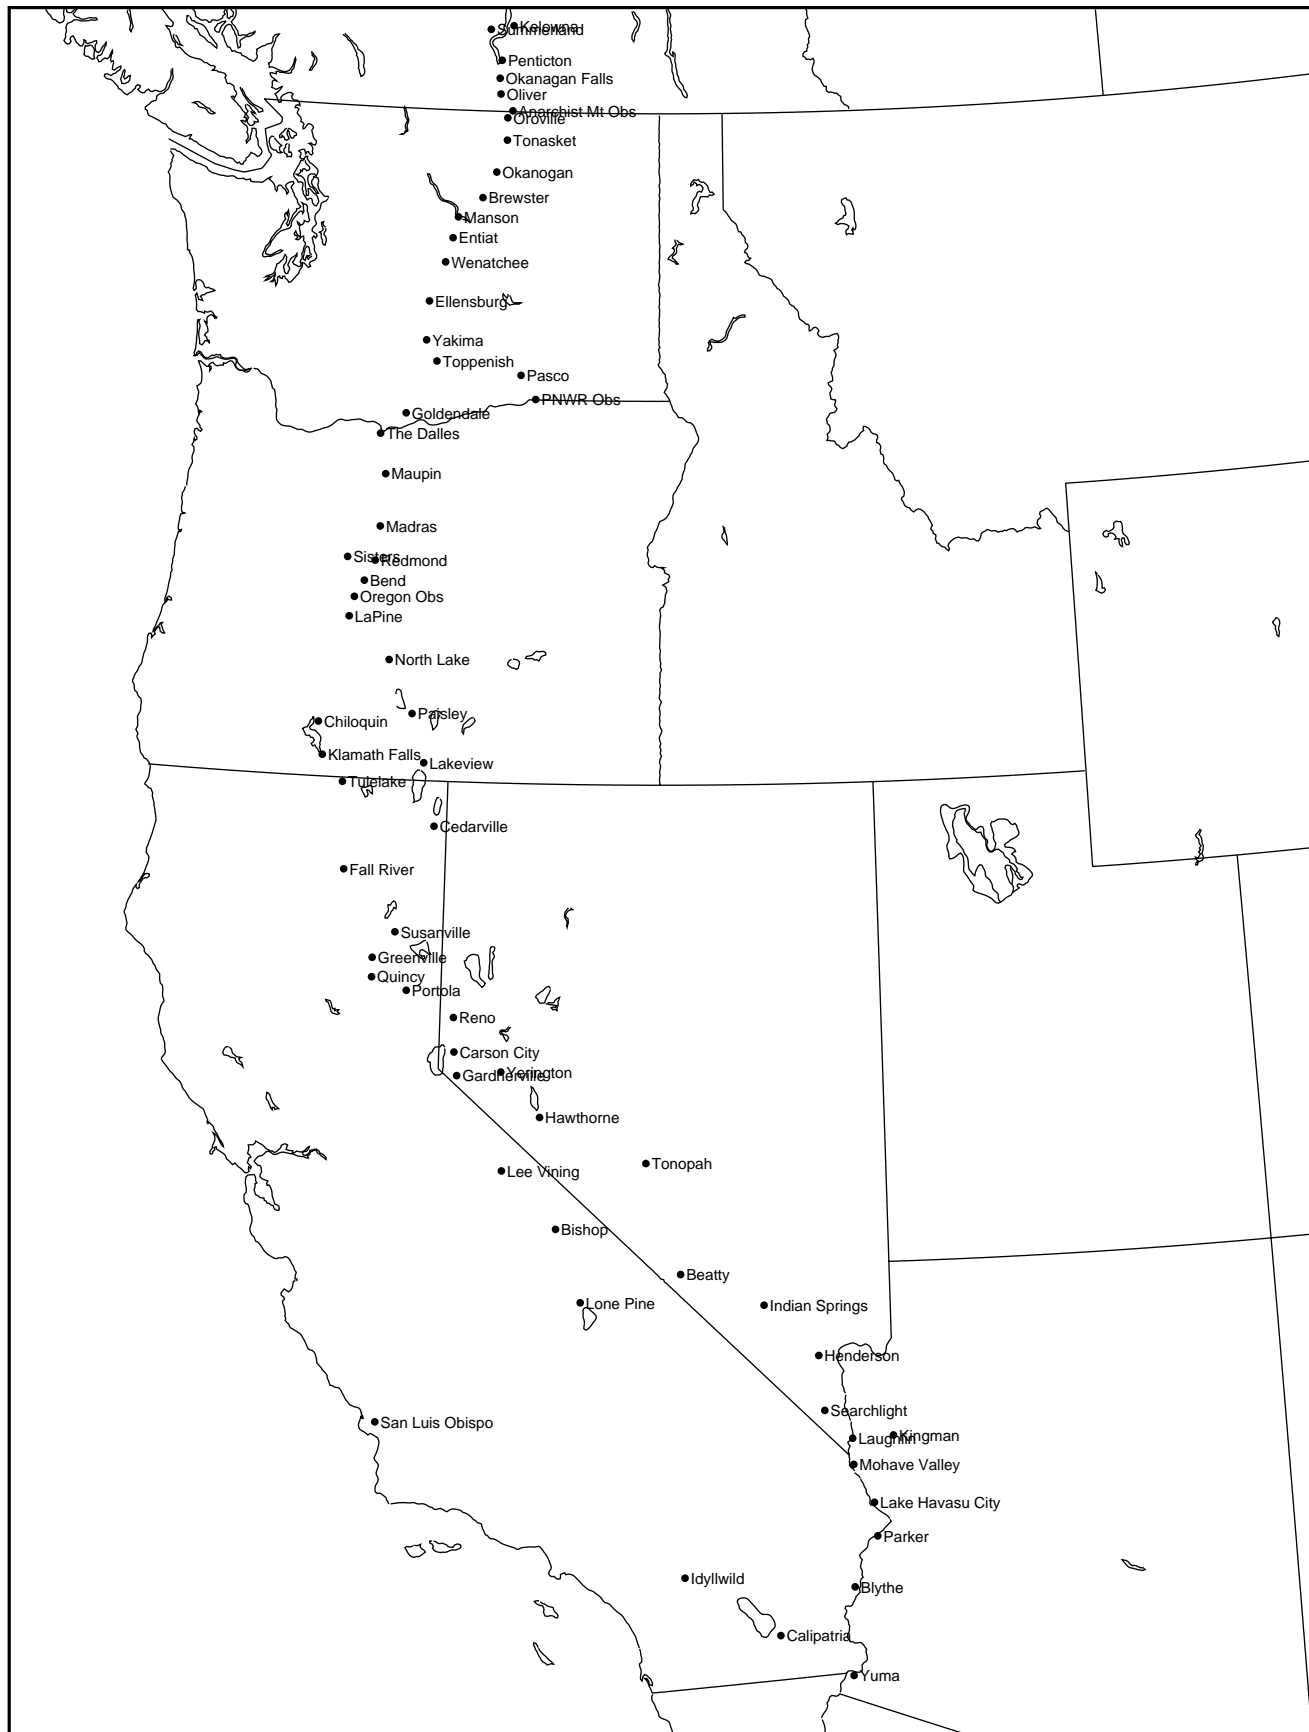 Kelowna
Summerland
Penticton
Okanagan Falls
Oliver
Anarchist Mt Obs
Oroville
Tonasket
Okanogan
Brewster
Manson
Entiat
Wenatchee
Ellensburg
Yakima
Toppenish
Pasco
PNWR Obs
Goldendale
The Dalles
Maupin
Madras
Sisters
Redmond
Bend
Oregon Obs
LaPine
North Lake
Paisley
Chiloquin
Klamath Falls
Lakeview
Tulelake
Cedarville
Fall River
Susanville
Greenville
Quincy
Portola
Reno
Carson City
Yerington
Gardnerville
Hawthorne
Tonopah
Lee Vining
Bishop
Beatty
Lone Pine
Indian Springs
Henderson
Searchlight
San Luis Obispo
Kingman
Laughlin
Mohave Valley
Lake Havasu City
Parker
Idyllwild
Blythe
Calipatria
Yuma